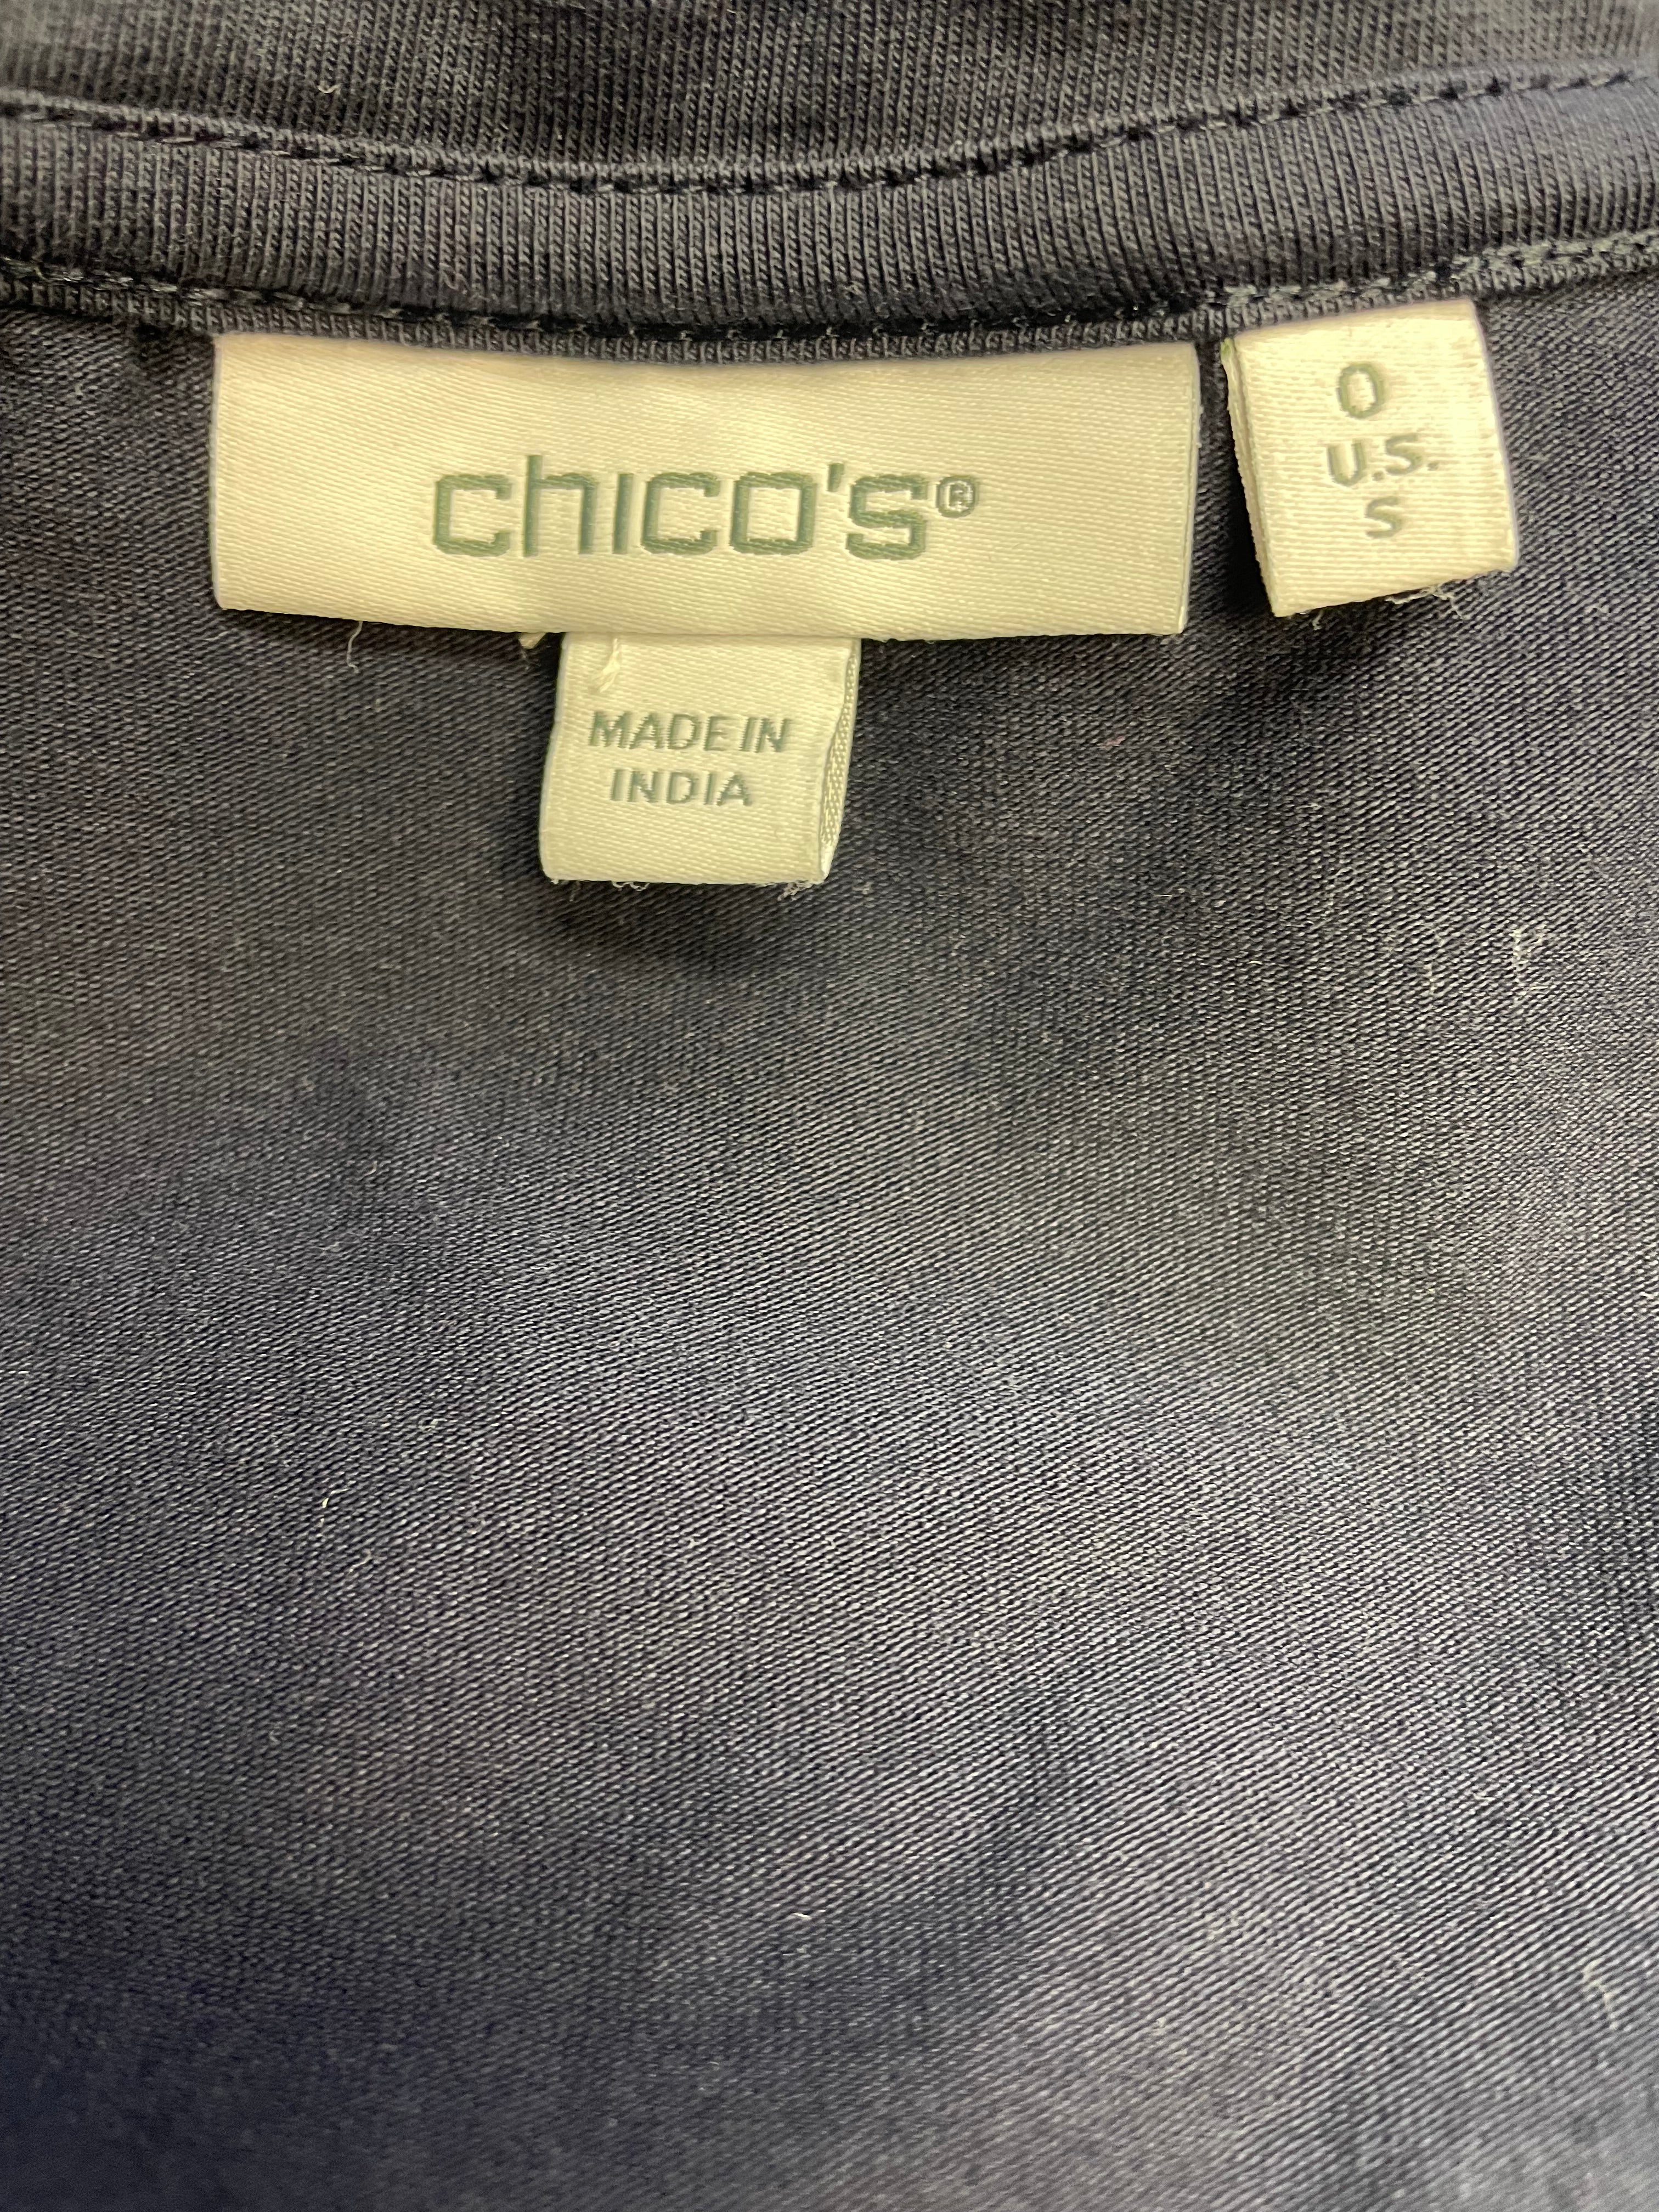 chico's®
MADE IN
INDIA
0
U.S.
S